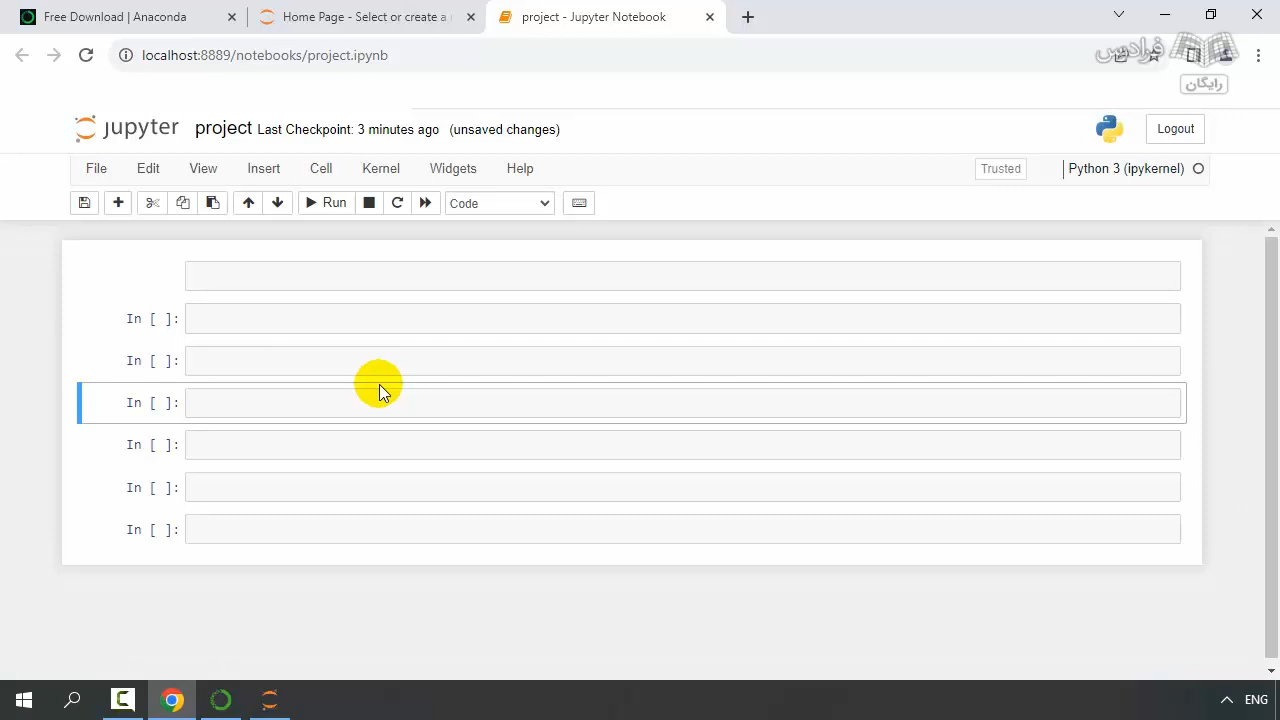 Free Download | Anaconda
Home Page - Select or create a
project - Jupyter Notebook
localhost:8889/notebooks/project.ipynb
فرادرس
رایگان
jupyter project Last Checkpoint: 3 minutes ago (unsaved changes)
Logout
File Edit View Insert Cell Kernel Widgets Help
Trusted
Python 3 (ipykernel)
Run
Code
In [ ]:
In [ ]:
In [ ]:
In [ ]:
In [ ]:
In [ ]:
ENG